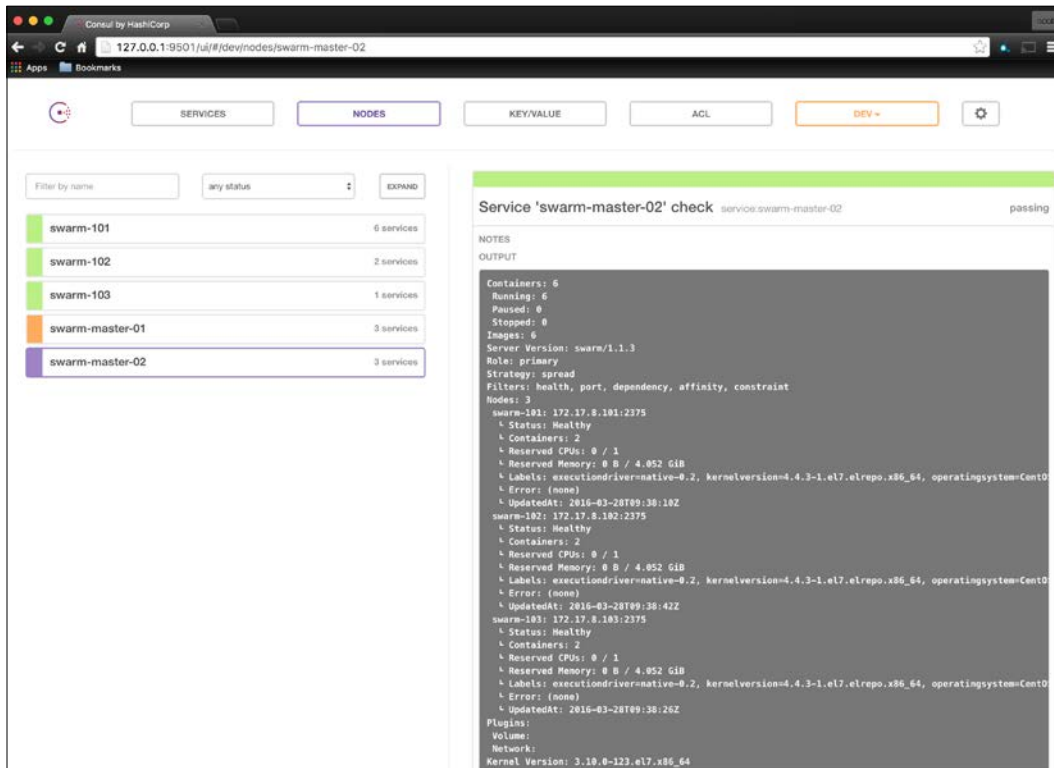 Consul by HashiCorp
127.0.0.1:9501/ui/#/dev/nodes/swarm-master-02
Apps Bookmarks
SERVICES NODES KEY/VALUE ACL DEV
Filter by name any status EXPAND
swarm-101 6 services
swarm-102 2 services
swarm-103 1 services
swarm-master-01 3 services
swarm-master-02 3 services
Service 'swarm-master-02' check service:swarm-master-02 passing
NOTES
OUTPUT
Containers: 6
Running: 6
Paused: 0
Stopped: 0
Images: 6
Server Version: swarm/1.1.3
Role: primary
Strategy: spread
Filters: health, port, dependency, affinity, constraint
Nodes: 3
swarm-101: 172.17.8.101:2375
└ Status: Healthy
└ Containers: 2
└ Reserved CPUs: 0 / 1
└ Reserved Memory: 0 B / 4.052 GiB
└ Labels: executiondriver=native-0.2, kernelversion=4.4.3-1.el7.elrepo.x86_64, operatingsystem=CentO
└ Error: (none)
└ UpdatedAt: 2016-03-28T09:38:10Z
swarm-102: 172.17.8.102:2375
└ Status: Healthy
└ Containers: 2
└ Reserved CPUs: 0 / 1
└ Reserved Memory: 0 B / 4.052 GiB
└ Labels: executiondriver=native-0.2, kernelversion=4.4.3-1.el7.elrepo.x86_64, operatingsystem=CentO
└ Error: (none)
└ UpdatedAt: 2016-03-28T09:38:42Z
swarm-103: 172.17.8.103:2375
└ Status: Healthy
└ Containers: 2
└ Reserved CPUs: 0 / 1
└ Reserved Memory: 0 B / 4.052 GiB
└ Labels: executiondriver=native-0.2, kernelversion=4.4.3-1.el7.elrepo.x86_64, operatingsystem=CentO
└ Error: (none)
└ UpdatedAt: 2016-03-28T09:38:26Z
Plugins:
Volume:
Network:
Kernel Version: 3.10.0-123.el7.x86_64